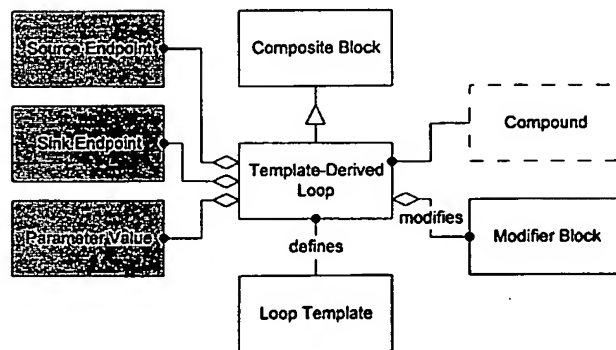 Source Endpoint
Composite Block
Sink Endpoint
Compound
Template-Derived
Loop
Parameter Value
modifies
Modifier Block
defines
Loop Template